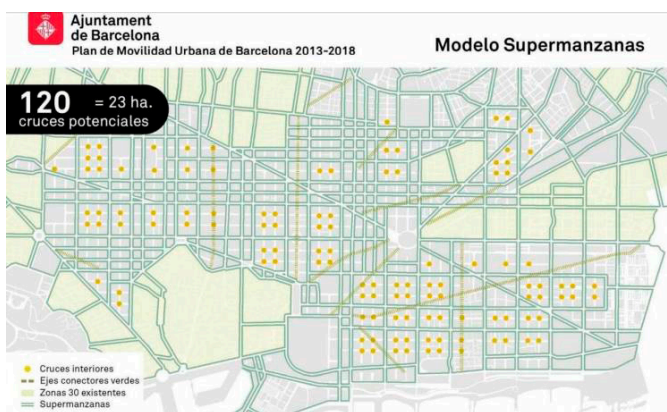 Ajuntament
de Barcelona
Plan de Movilidad Urbana de Barcelona 2013-2018
Modelo Supermanzanas
120 = 23 ha.
cruces potenciales
Cruces interiores
Ejes conectores verdes
Zonas 30 existentes
Supermanzanas